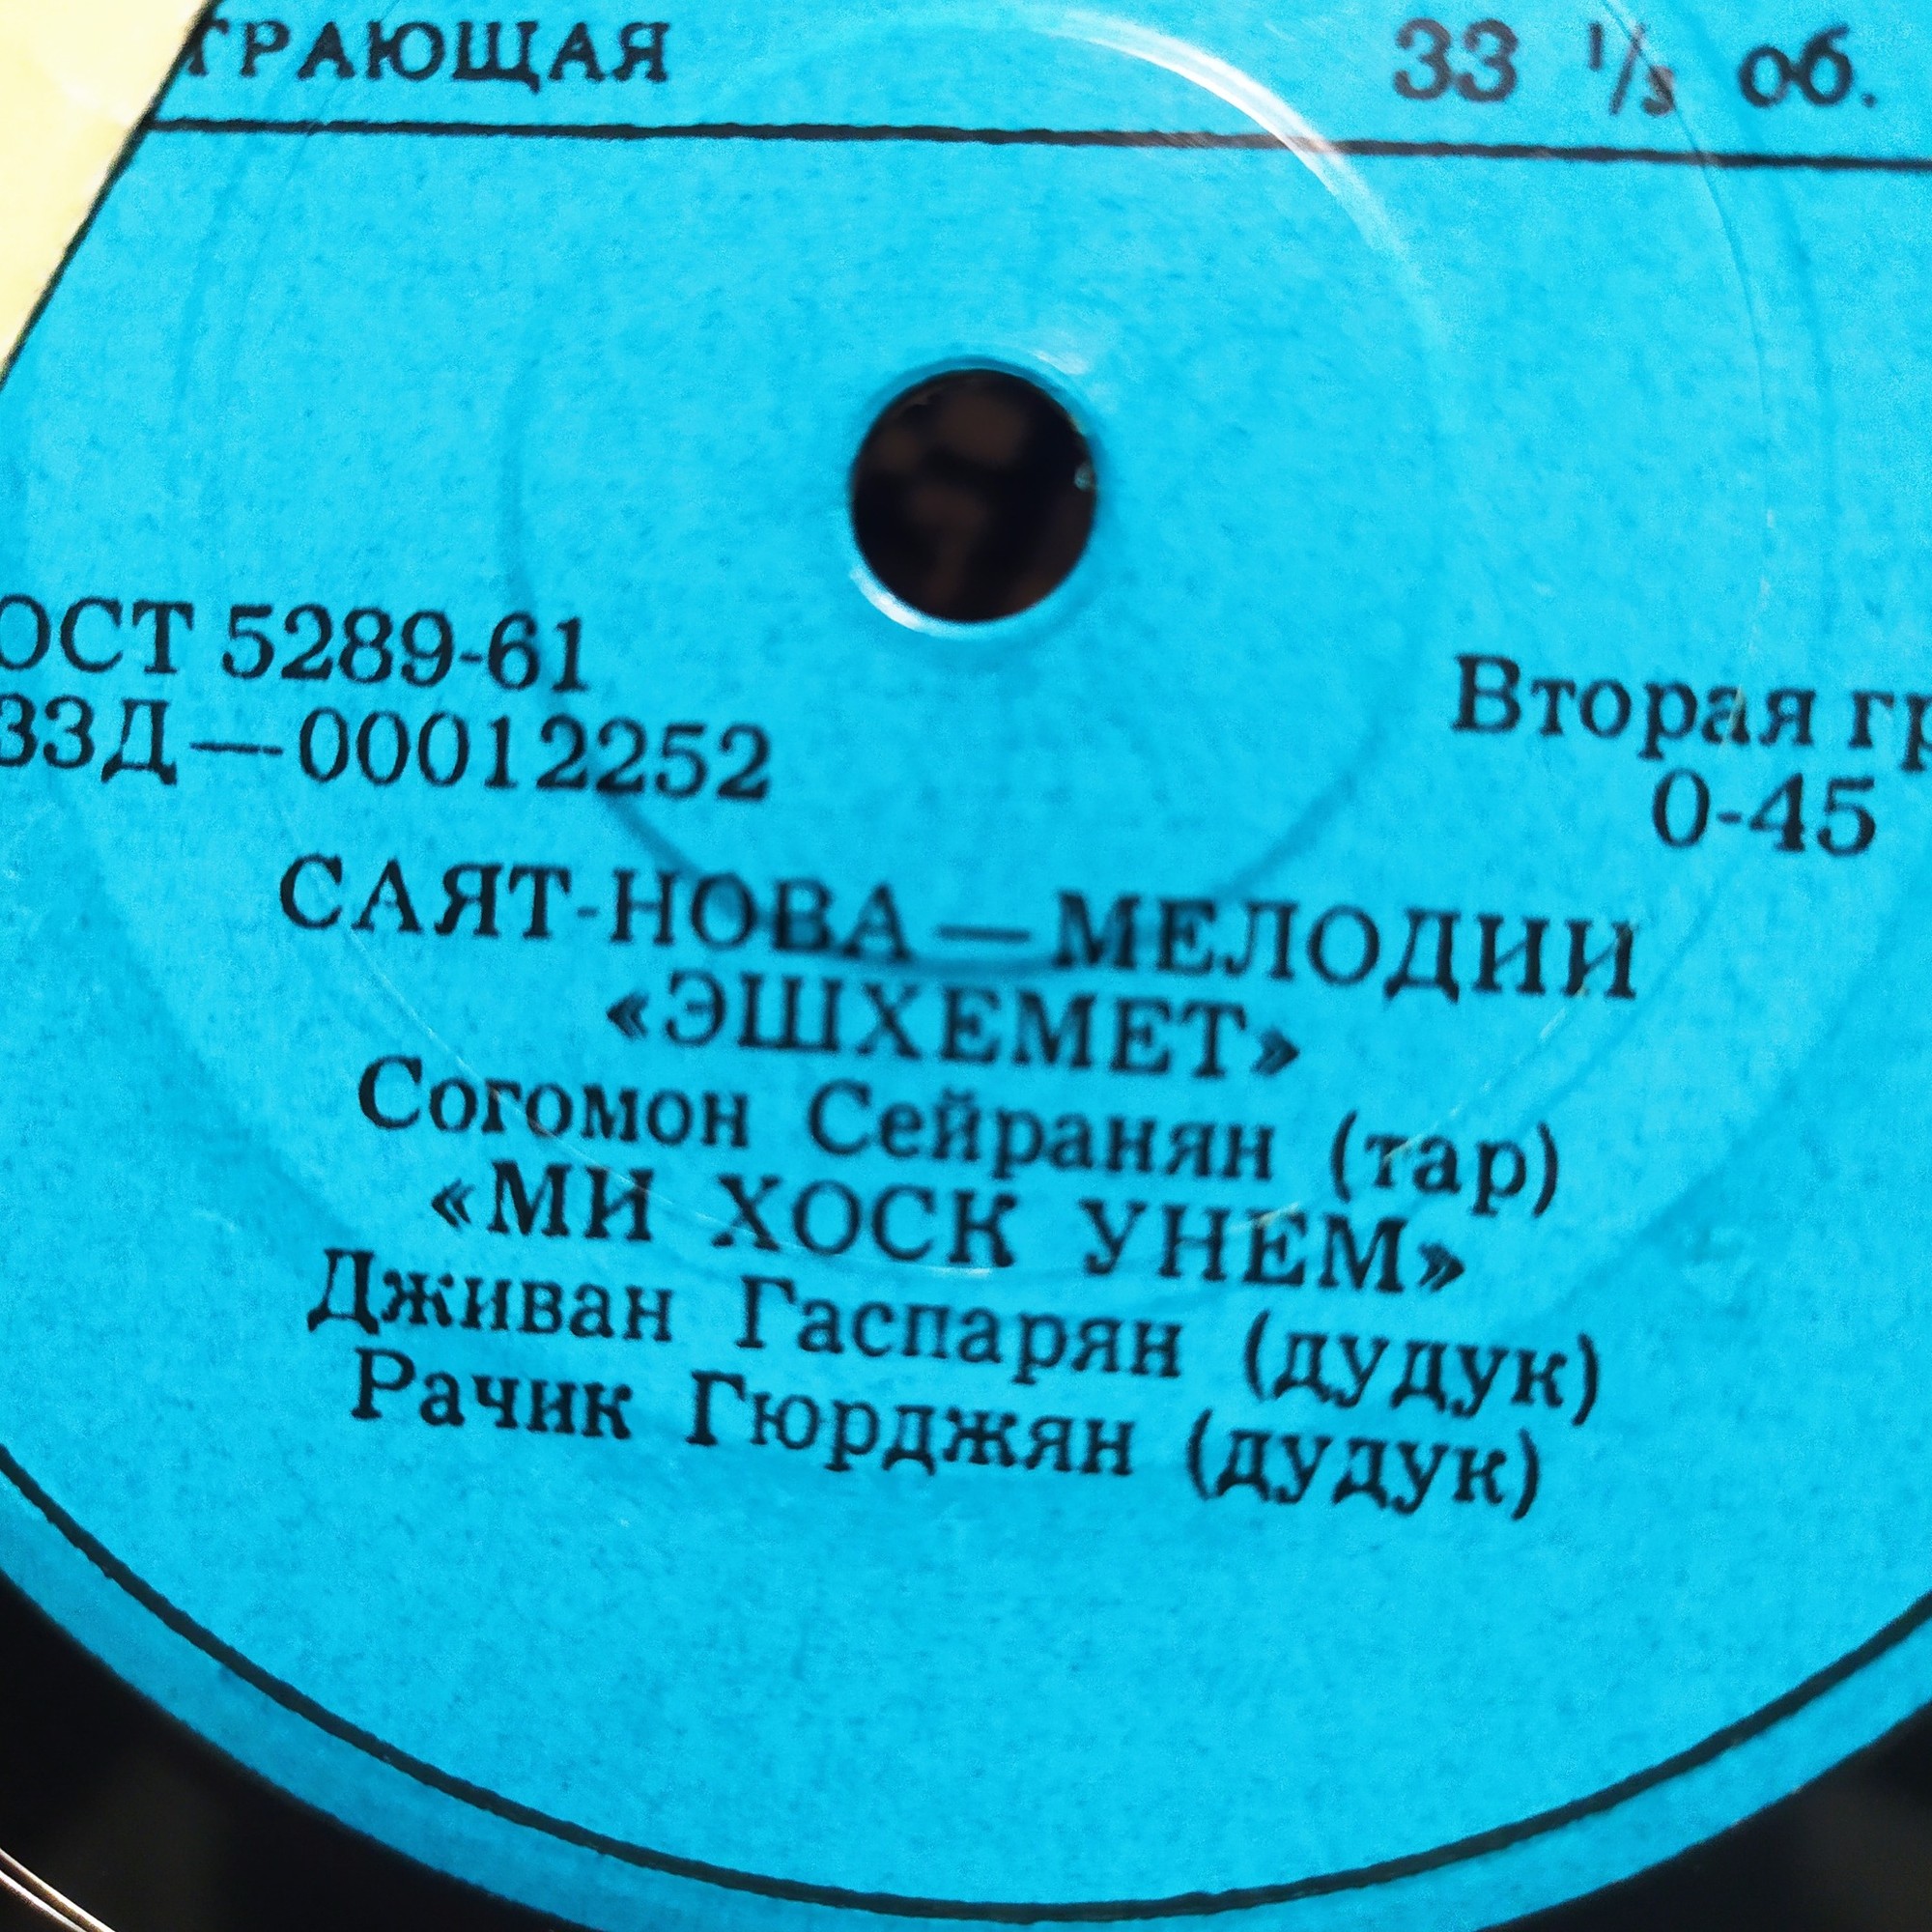 ГРАЮЩАЯ 33 1/3 об.
ОСТ 5289-61
33Д—00012252
Вторая гр
0-45
САЯТ-НОВА—МЕЛОДИИ
«ЭШХЕМЕТ»
Согомон Сейранян (тар)
«МИ ХОСК УНЕМ»
Дживан Гаспарян (дудук)
Рачик Гюрджян (дудук)